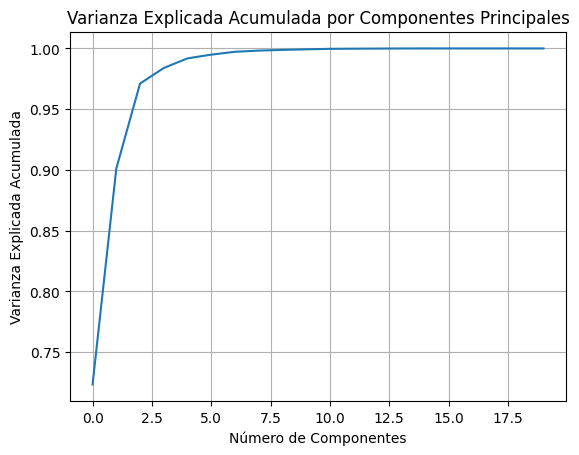 Varianza Explicada Acumulada por Componentes Principales
Varianza Explicada Acumulada
1.00
0.95
0.90
0.85
0.80
0.75
0.0 2.5 5.0 7.5 10.0 12.5 15.0 17.5
Número de Componentes